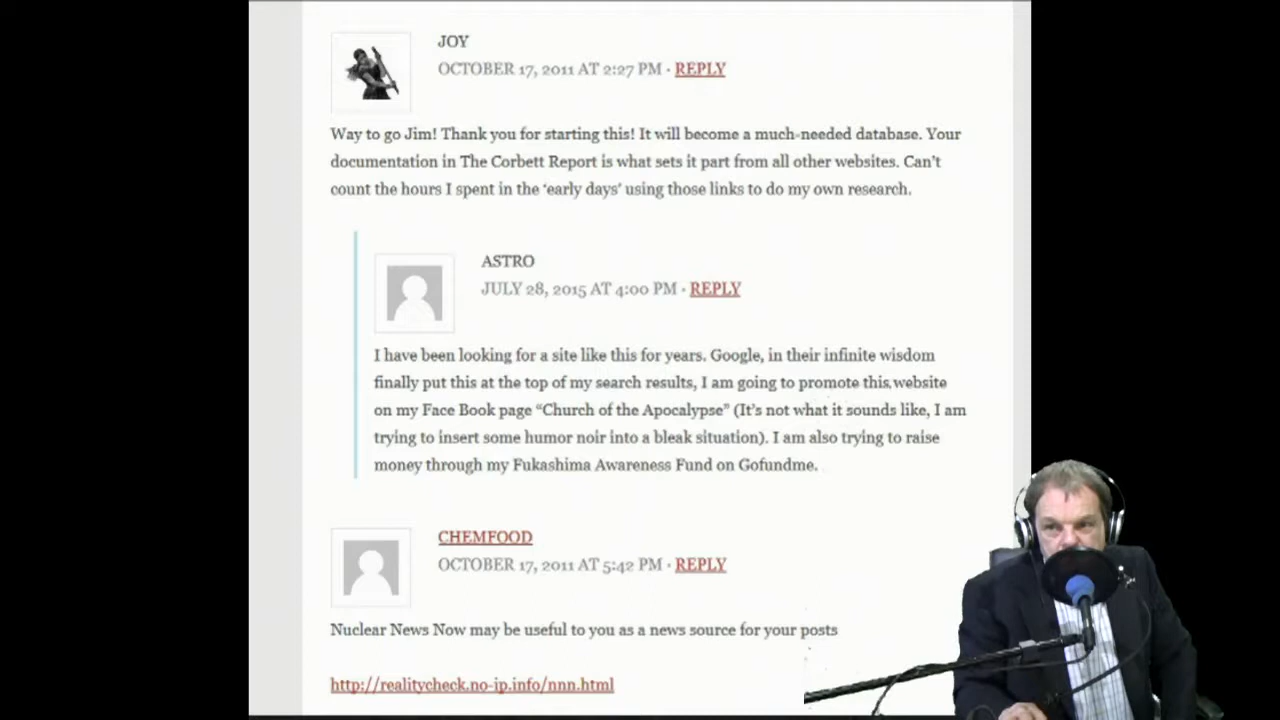 JOY
OCTOBER 17, 2011 AT 2:27 PM · REPLY
Way to go Jim! Thank you for starting this! It will become a much-needed database. Your
documentation in The Corbett Report is what sets it part from all other websites. Can't
count the hours I spent in the 'early days' using those links to do my own research.
ASTRO
JULY 28, 2015 AT 4:00 PM · REPLY
I have been looking for a site like this for years. Google, in their infinite wisdom
finally put this at the top of my search results, I am going to promote this website
on my Face Book page “Church of the Apocalypse” (It's not what it sounds like, I am
trying to insert some humor noir into a bleak situation). I am also trying to raise
money through my Fukashima Awareness Fund on Gofundme.
CHEMFOOD
OCTOBER 17, 2011 AT 5:42 PM · REPLY
Nuclear News Now may be useful to you as a news source for your posts
http://realitycheck.no-ip.info/nnn.html